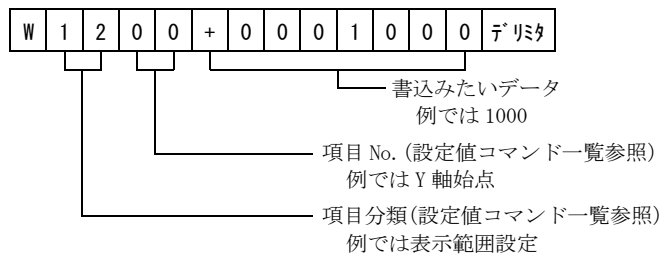 W 1 2 0 0 + 0 0 0 1 0 0 0 ﾃﾞﾘﾐﾀ
書込みたいデータ
例では 1000
項目 No.(設定値コマンド一覧参照)
例では Y 軸始点
項目分類(設定値コマンド一覧参照)
例では表示範囲設定